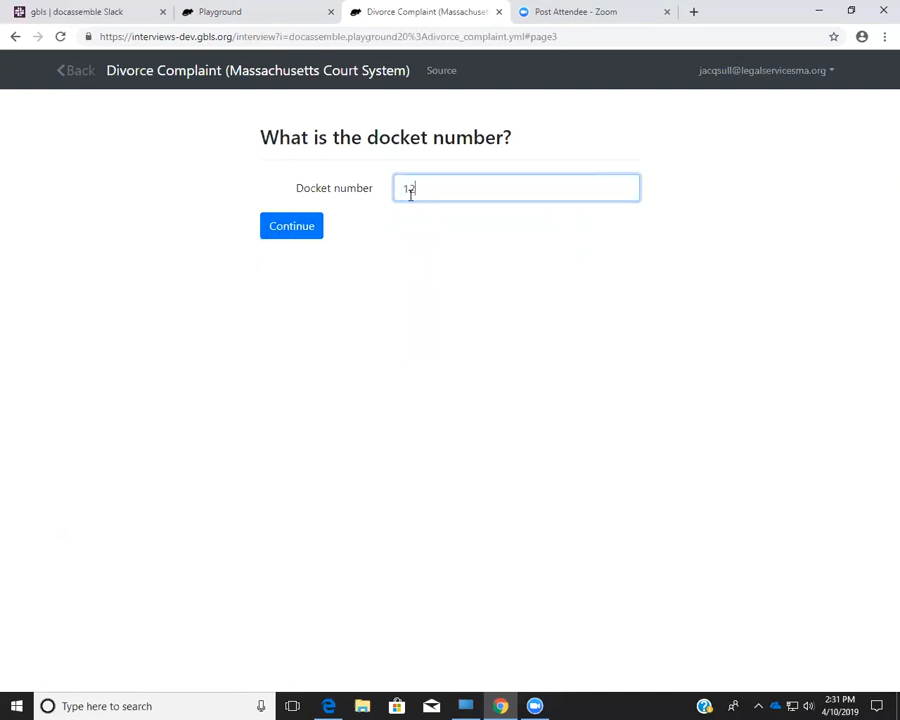 gbls | docassemble Slack
Playground
Divorce Complaint (Massachuset
Post Attendee - Zoom
https://interviews-dev.gbls.org/interview?i=docassemble.playground20%3Adivorce_complaint.yml#page3
Back
Divorce Complaint (Massachusetts Court System)
Source
jacqsull@legalservicesma.org
What is the docket number?
Docket number
12
Continue
Type here to search
2:31 PM
4/10/2019